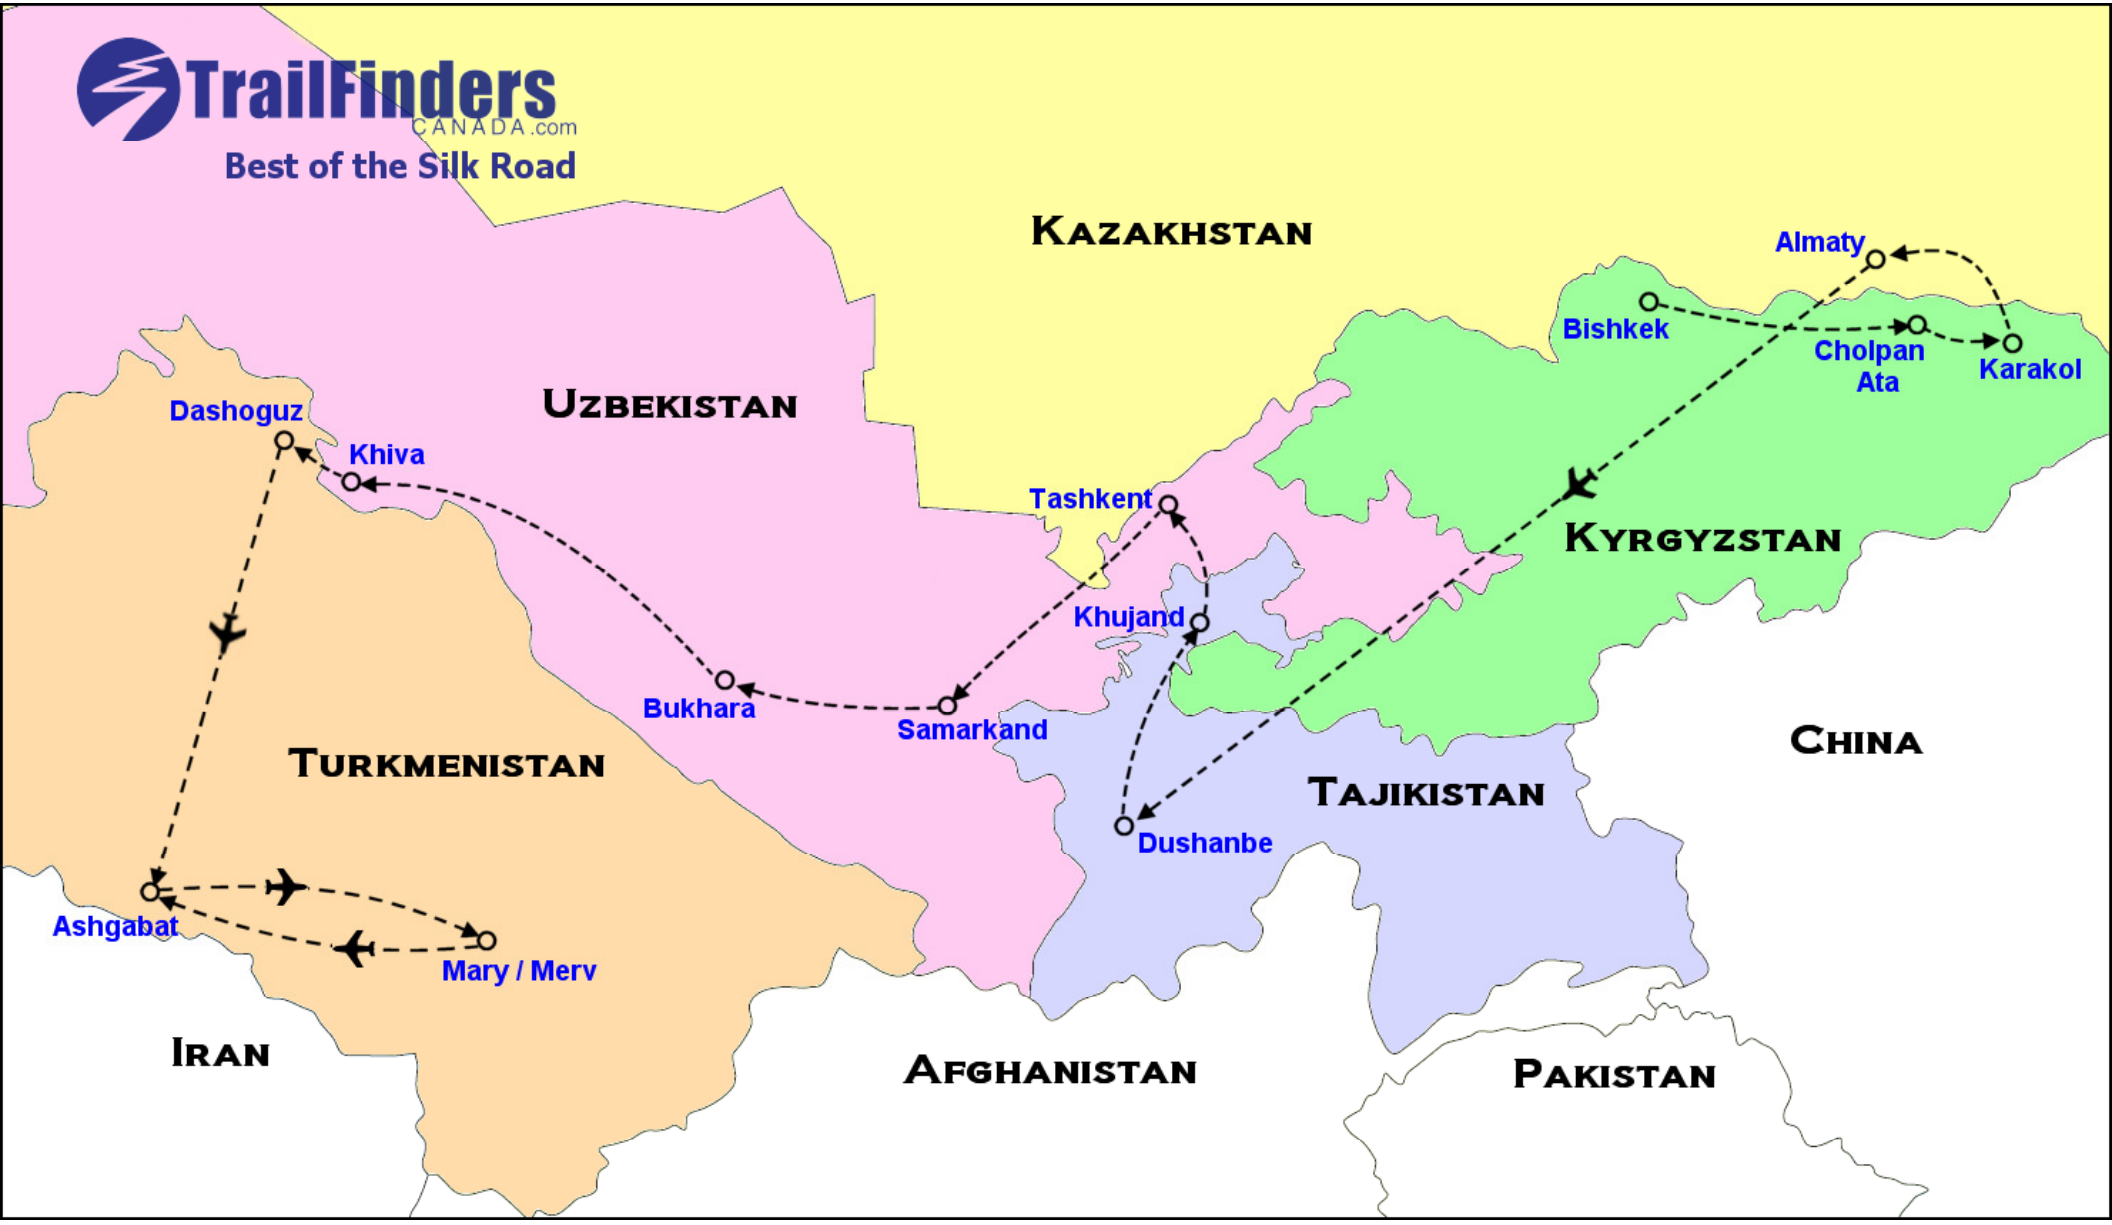 TrailFinders
CANADA.com
Best of the Silk Road
KAZAKHSTAN
Almaty
Bishkek
Cholpan
Ata
Karakol
UZBEKISTAN
Dashoguz
Khiva
Tashkent
KYRGYZSTAN
Khujand
Bukhara
Samarkand
TURKMENISTAN
CHINA
TAJIKISTAN
Dushanbe
Ashgabat
Mary / Merv
IRAN
AFGHANISTAN
PAKISTAN